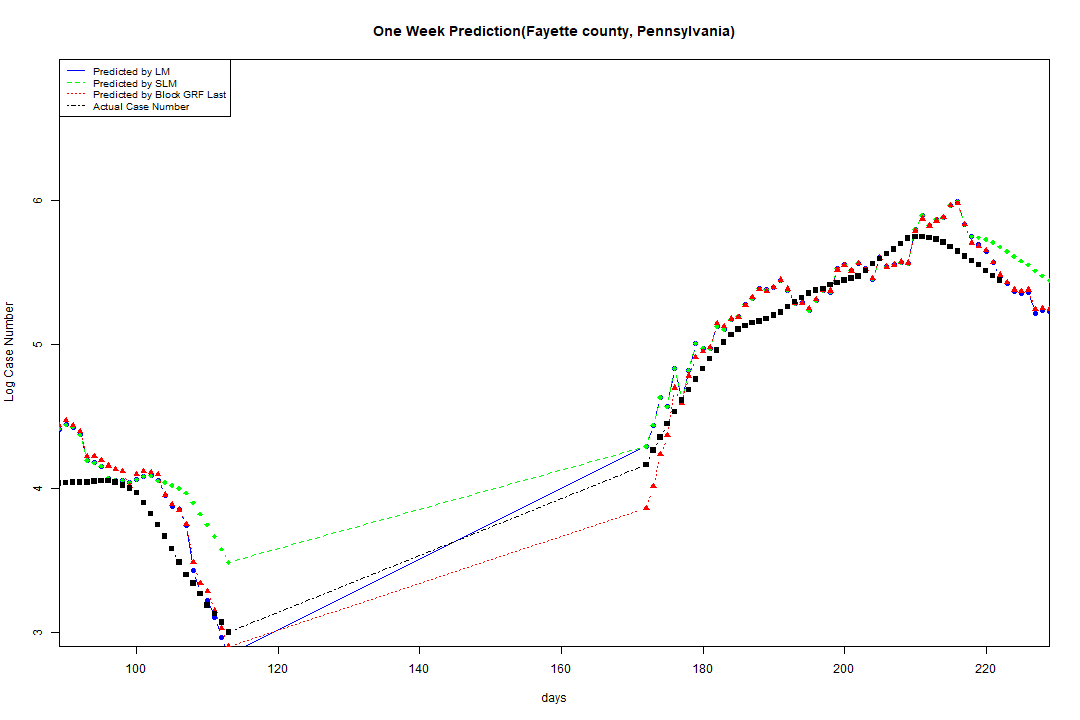 One Week Prediction(Fayette county, Pennsylvania)
Predicted by LM
Predicted by SLM
Predicted by Block GRF Last
Actual Case Number
Log Case Number
6
5
4
3
100 120 140 160 180 200 220
days